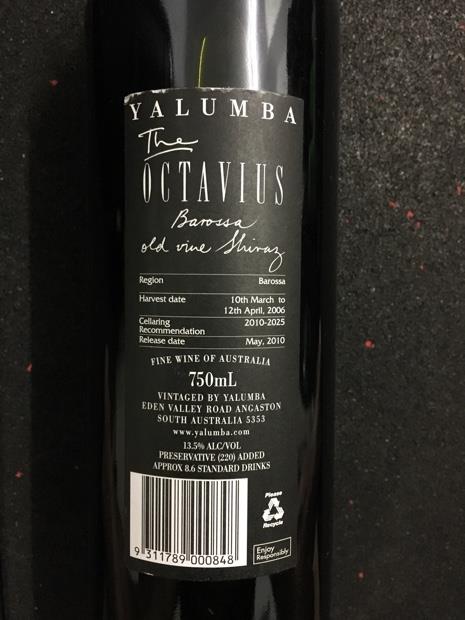 YALUMBA
The
OCTAVIUS
Barossa
old vine Shiraz
Region Barossa
Harvest date 10th March to
12th April, 2006
Cellaring
Recommendation 2010-2025
Release date May, 2010
FINE WINE OF AUSTRALIA
750mL
VINTAGED BY YALUMBA
EDEN VALLEY ROAD ANGASTON
SOUTH AUSTRALIA 5353
www.yalumba.com
13.5% ALC/VOL
PRESERVATIVE (220) ADDED
APPROX 8.6 STANDARD DRINKS
Please
Recycle
Enjoy
Responsibly
9 311789 000848